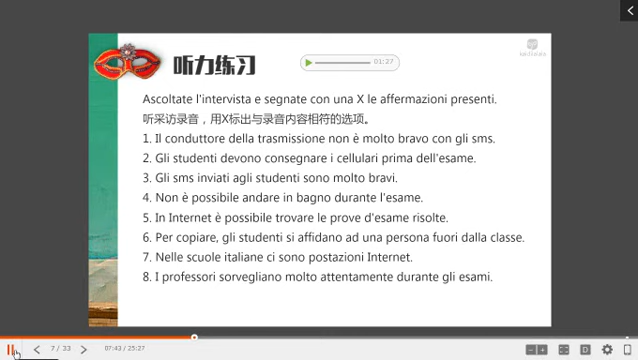 听力练习
01:27
Ascoltate l'intervista e segnate con una X le affermazioni presenti.
听采访录音，用X标出与录音内容相符的选项。
1. Il conduttore della trasmissione non è molto bravo con gli sms.
2. Gli studenti devono consegnare i cellulari prima dell'esame.
3. Gli sms inviati agli studenti sono molto bravi.
4. Non è possibile andare in bagno durante l'esame.
5. In Internet è possibile trovare le prove d'esame risolte.
6. Per copiare, gli studenti si affidano ad una persona fuori dalla classe.
7. Nelle scuole italiane ci sono postazioni Internet.
8. I professori sorvegliano molto attentamente durante gli esami.
7 / 33
07:43 / 25:27
D